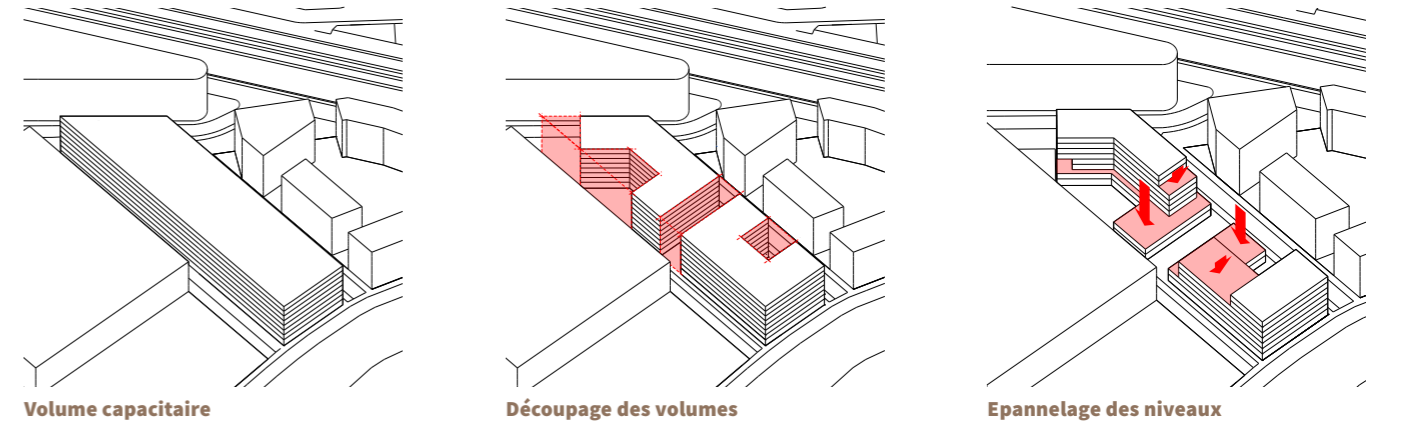 Volume capacitaire
Découpage des volumes
Epannelage des niveaux